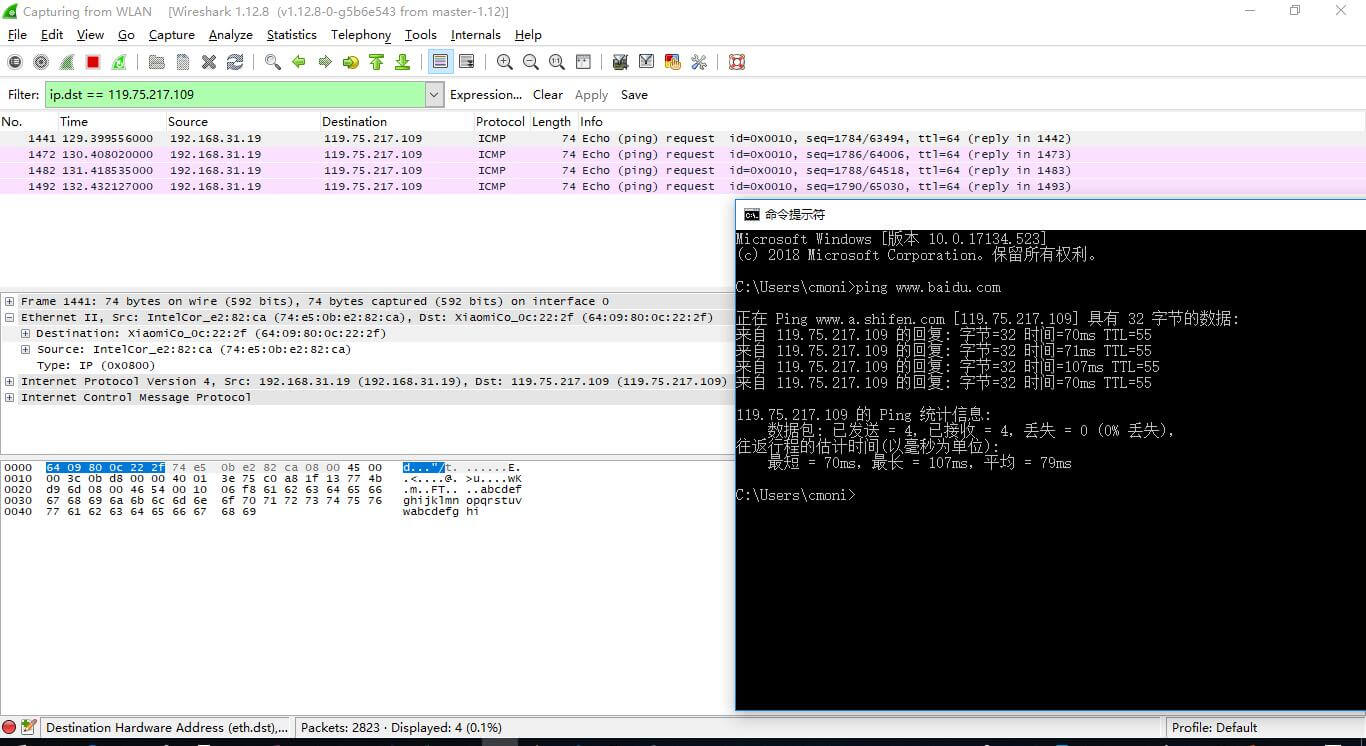 Capturing from WLAN [Wireshark 1.12.8 (v1.12.8-0-g5b6e543 from master-1.12)]
File Edit View Go Capture Analyze Statistics Telephony Tools Internals Help
Filter: ip.dst == 119.75.217.109 Expression... Clear Apply Save
No. Time Source Destination Protocol Length Info
1441 129.399556000 192.168.31.19 119.75.217.109 ICMP 74 Echo (ping) request id=0x0010, seq=1784/63494, ttl=64 (reply in 1442)
1472 130.408020000 192.168.31.19 119.75.217.109 ICMP 74 Echo (ping) request id=0x0010, seq=1786/64006, ttl=64 (reply in 1473)
1482 131.418535000 192.168.31.19 119.75.217.109 ICMP 74 Echo (ping) request id=0x0010, seq=1788/64518, ttl=64 (reply in 1483)
1492 132.432127000 192.168.31.19 119.75.217.109 ICMP 74 Echo (ping) request id=0x0010, seq=1790/65030, ttl=64 (reply in 1493)
Frame 1441: 74 bytes on wire (592 bits), 74 bytes captured (592 bits) on interface 0
Ethernet II, Src: IntelCor_e2:82:ca (74:e5:0b:e2:82:ca), Dst: XiaomiCo_0c:22:2f (64:09:80:0c:22:2f)
Destination: XiaomiCo_0c:22:2f (64:09:80:0c:22:2f)
Source: IntelCor_e2:82:ca (74:e5:0b:e2:82:ca)
Type: IP (0x0800)
Internet Protocol Version 4, Src: 192.168.31.19 (192.168.31.19), Dst: 119.75.217.109 (119.75.217.109)
Internet Control Message Protocol
0000 64 09 80 0c 22 2f 74 e5 0b e2 82 ca 08 00 45 00 d..."/t. ......E.
0010 00 3c 0b d8 00 00 40 01 3e 75 c0 a8 1f 13 77 4b .<....@. >u....wK
0020 d9 6d 08 00 46 54 00 10 06 f8 61 62 63 64 65 66 .m..FT.. ..abcdef
0030 67 68 69 6a 6b 6c 6d 6e 6f 70 71 72 73 74 75 76 ghijklmn opqrstuv
0040 77 61 62 63 64 65 66 67 68 69 wabcdefg hi
命令提示符
Microsoft Windows [版本 10.0.17134.523]
(c) 2018 Microsoft Corporation。保留所有权利。
C:\Users\cmoni>ping www.baidu.com
正在 Ping www.a.shifen.com [119.75.217.109] 具有 32 字节的数据:
来自 119.75.217.109 的回复: 字节=32 时间=70ms TTL=55
来自 119.75.217.109 的回复: 字节=32 时间=71ms TTL=55
来自 119.75.217.109 的回复: 字节=32 时间=107ms TTL=55
来自 119.75.217.109 的回复: 字节=32 时间=70ms TTL=55
119.75.217.109 的 Ping 统计信息:
数据包: 已发送 = 4, 已接收 = 4, 丢失 = 0 (0% 丢失),
往返行程的估计时间(以毫秒为单位):
最短 = 70ms, 最长 = 107ms, 平均 = 79ms
C:\Users\cmoni>
Destination Hardware Address (eth.dst),... Packets: 2823 · Displayed: 4 (0.1%) Profile: Default